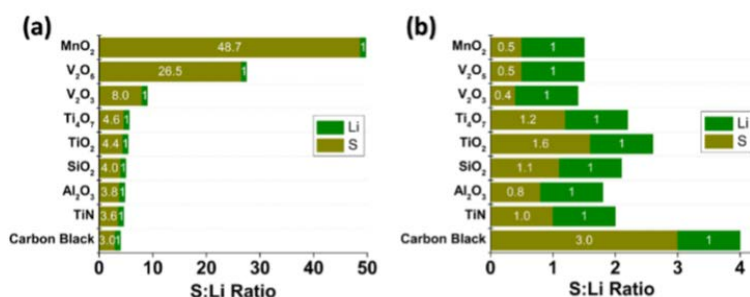 (a)
MnO₂ 48.7 1
V₂O₅ 26.5 1
V₂O₃ 8.0 1
Ti₄O₇ 4.6 1
TiO₂ 4.4 1
SiO₂ 4.0 1
Al₂O₃ 3.8 1
TiN 3.6 1
Carbon Black 3.0 1
Li
S
0 10 20 30 40 50
S:Li Ratio
(b)
MnO₂ 0.5 1
V₂O₅ 0.5 1
V₂O₃ 0.4 1
Ti₄O₇ 1.2 1
TiO₂ 1.6 1
SiO₂ 1.1 1
Al₂O₃ 0.8 1
TiN 1.0 1
Carbon Black 3.0 1
Li
S
0 1 2 3 4
S:Li Ratio